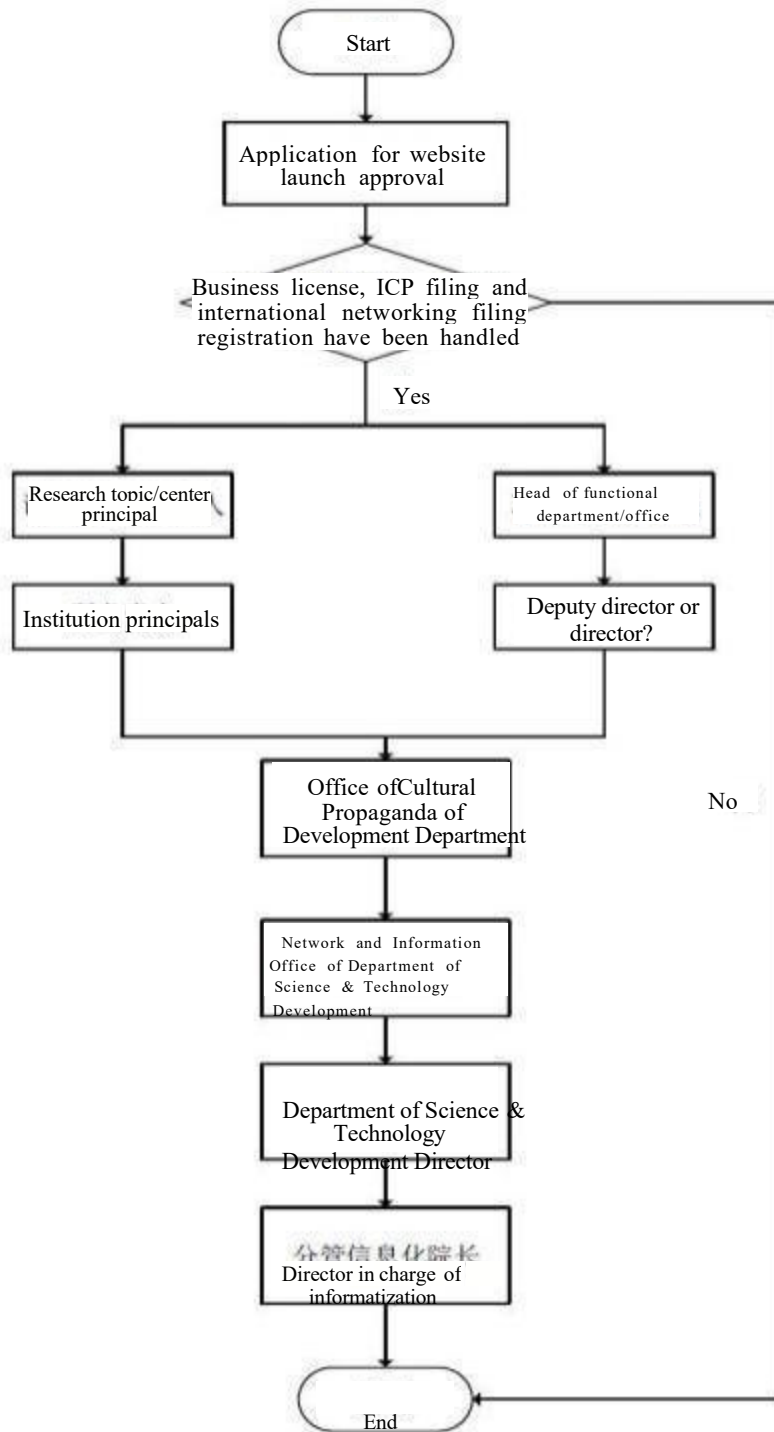 Start
Application for website
launch approval
Business license, ICP filing and
international networking filing
registration have been handled
Yes
Research topic/center
principal
Head of functional
department/office
Institution principals
Deputy director or
director?
Office ofCultural
Propaganda of
Development Department
No
Network and Information
Office of Department of
Science & Technology
Development
Department of Science &
Technology
Development Director
分管信息化院长
Director in charge of
informatization
End